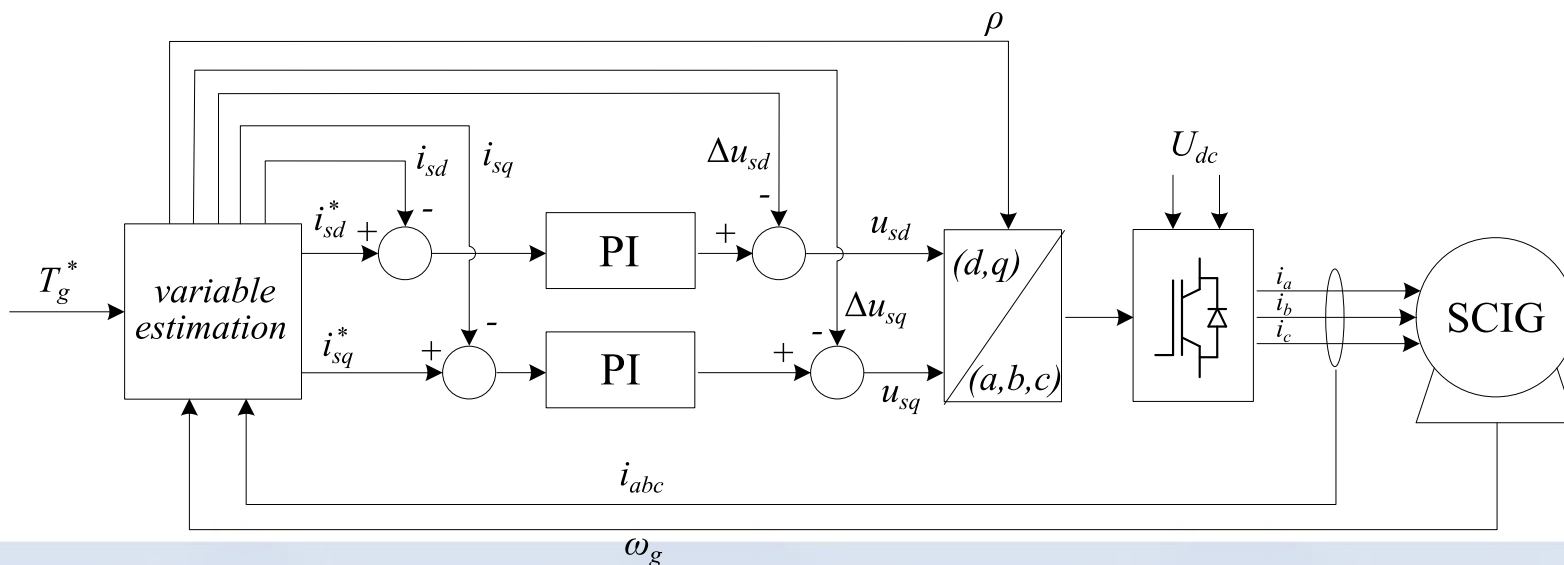 ρ
i_sd
i_sq
Δu_sd
U_dc
-
-
i*_sd
+
PI
+
u_sd
T_g*
variable
estimation
(d,q)
i_a
i_b
i_c
SCIG
Δu_sq
-
-
i*_sq
+
PI
+
u_sq
(a,b,c)
i_abc
ω_g